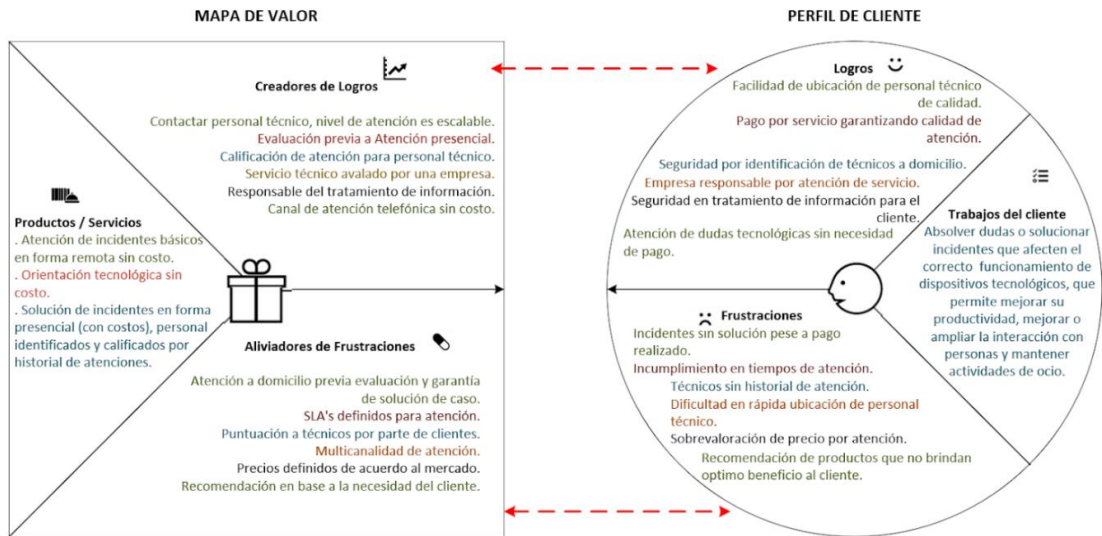 MAPA DE VALOR
Creadores de Logros
Contactar personal técnico, nivel de atención es escalable.
Evaluación previa a Atención presencial.
Calificación de atención para personal técnico.
Servicio técnico avalado por una empresa.
Responsable del tratamiento de información.
Canal de atención telefónica sin costo.
Productos / Servicios
. Atención de incidentes básicos
en forma remota sin costo.
. Orientación tecnológica sin
costo.
. Solución de incidentes en forma
presencial (con costos), personal
identificados y calificados por
historial de atenciones.
Aliviadores de Frustraciones
Atención a domicilio previa evaluación y garantía
de solución de caso.
SLA's definidos para atención.
Puntuación a técnicos por parte de clientes.
Multicanalidad de atención.
Precios definidos de acuerdo al mercado.
Recomendación en base a la necesidad del cliente.
PERFIL DE CLIENTE
Logros
Facilidad de ubicación de personal técnico
de calidad.
Pago por servicio garantizando calidad de
atención.
Seguridad por identificación de técnicos a domicilio.
Empresa responsable por atención de servicio.
Seguridad en tratamiento de información para el
cliente.
Atención de dudas tecnológicas sin necesidad
de pago.
Trabajos del cliente
Absolver dudas o solucionar
incidentes que afecten el
correcto funcionamiento de
dispositivos tecnológicos, que
permite mejorar su
productividad, mejorar o
ampliar la interacción con
personas y mantener
actividades de ocio.
Frustraciones
Incidentes sin solución pese a pago
realizado.
Incumplimiento en tiempos de atención.
Técnicos sin historial de atención.
Dificultad en rápida ubicación de personal
técnico.
Sobrevaloración de precio por atención.
Recomendación de productos que no brindan
optimo beneficio al cliente.